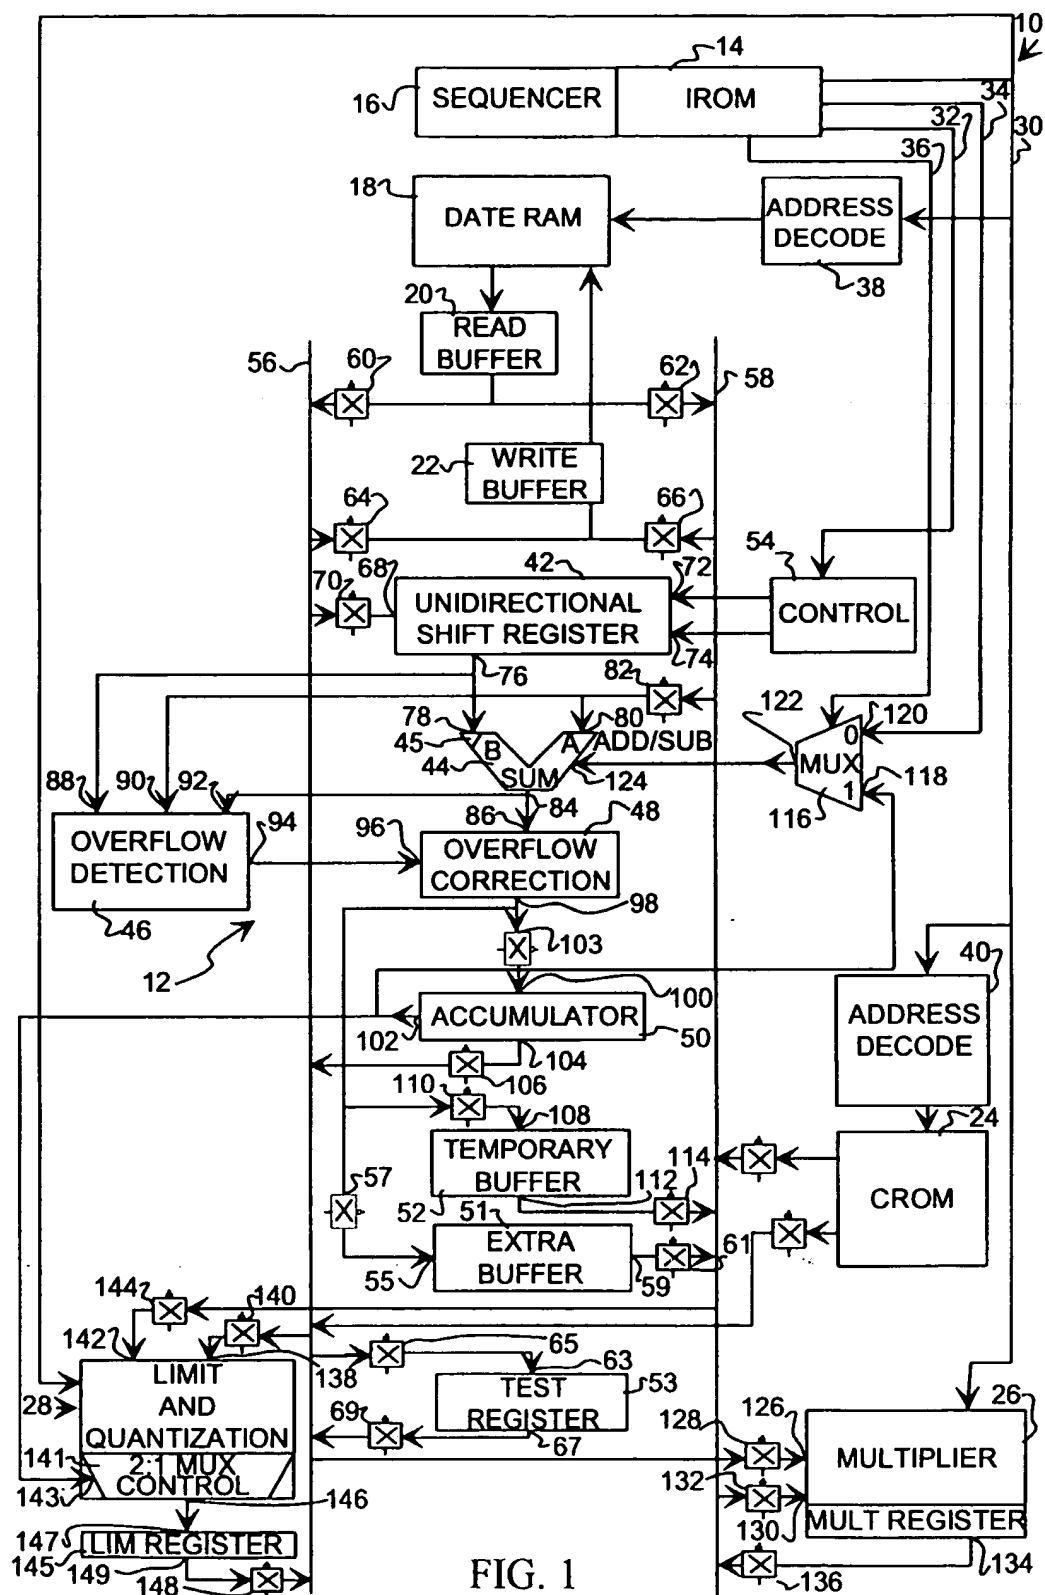 10
14
16 SEQUENCER IROM
34
32
30
36
18
DATE RAM
ADDRESS
DECODE
38
20
READ
BUFFER
56
60
62
58
22
WRITE
BUFFER
64
66
54
42
70
68
72
UNIDIRECTIONAL
SHIFT REGISTER
CONTROL
74
76
82
78
80
122
120
45
B
A
ADD/SUB
0
44
MUX
SUM
124
118
1
88
90
92
84
116
86
48
94
96
OVERFLOW
DETECTION
OVERFLOW
CORRECTION
46
98
103
12
40
100
ACCUMULATOR
102
50
ADDRESS
DECODE
104
106
110
108
24
TEMPORARY
BUFFER
114
57
112
CROM
52
51
EXTRA
BUFFER
61
55
59
144
140
142
65
138
63
LIMIT
AND
QUANTIZATION
28
TEST
REGISTER
53
26
69
67
128
126
141
2:1 MUX
CONTROL
MULTIPLIER
143
132
146
130
MULT REGISTER
147
LIM REGISTER
145
149
134
148
136
FIG. 1